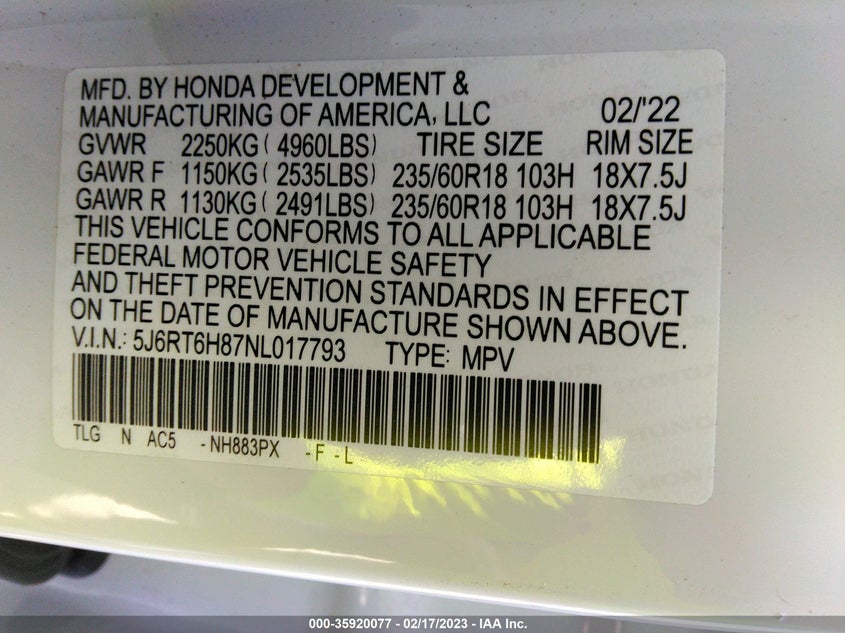 MFD. BY HONDA DEVELOPMENT &
MANUFACTURING OF AMERICA, LLC 02/'22
GVWR 2250KG( 4960LBS) TIRE SIZE RIM SIZE
GAWR F 1150KG( 2535LBS) 235/60R18 103H 18X7.5J
GAWR R 1130KG( 2491LBS) 235/60R18 103H 18X7.5J
THIS VEHICLE CONFORMS TO ALL APPLICABLE
FEDERAL MOTOR VEHICLE SAFETY
AND THEFT PREVENTION STANDARDS IN EFFECT
ON THE DATE OF MANUFACTURE SHOWN ABOVE.
V.I.N.: 5J6RT6H87NL017793 TYPE: MPV
TLG N AC5 -NH883PX -F -L
000-35920077 - 02/17/2023 - IAA Inc.